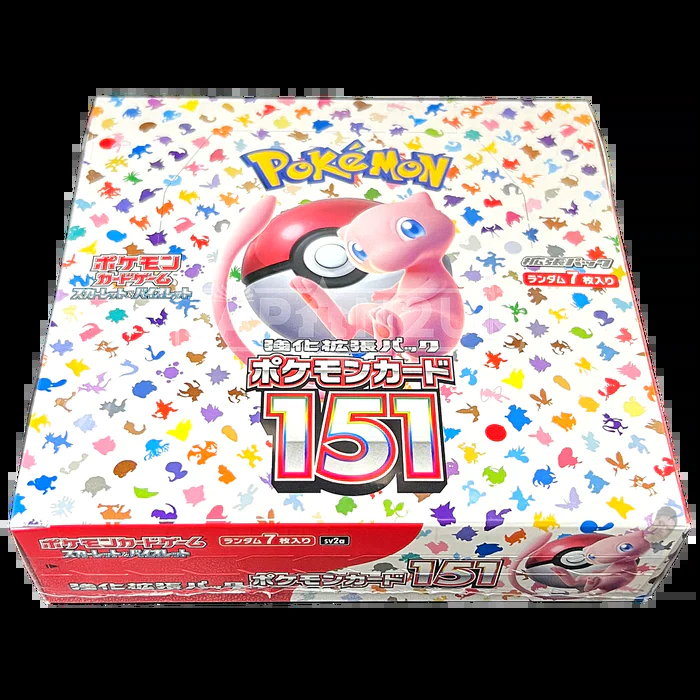 POKéMON
ポケモン
カードゲーム
スカーレット&バイオレット
拡張パック
ランダム7枚入り
強化拡張パック
ポケモンカード
151
ポケモンカードゲーム
スカーレット&バイオレット
ランダム7枚入り
sv2a
強化拡張パック
ポケモンカード
151